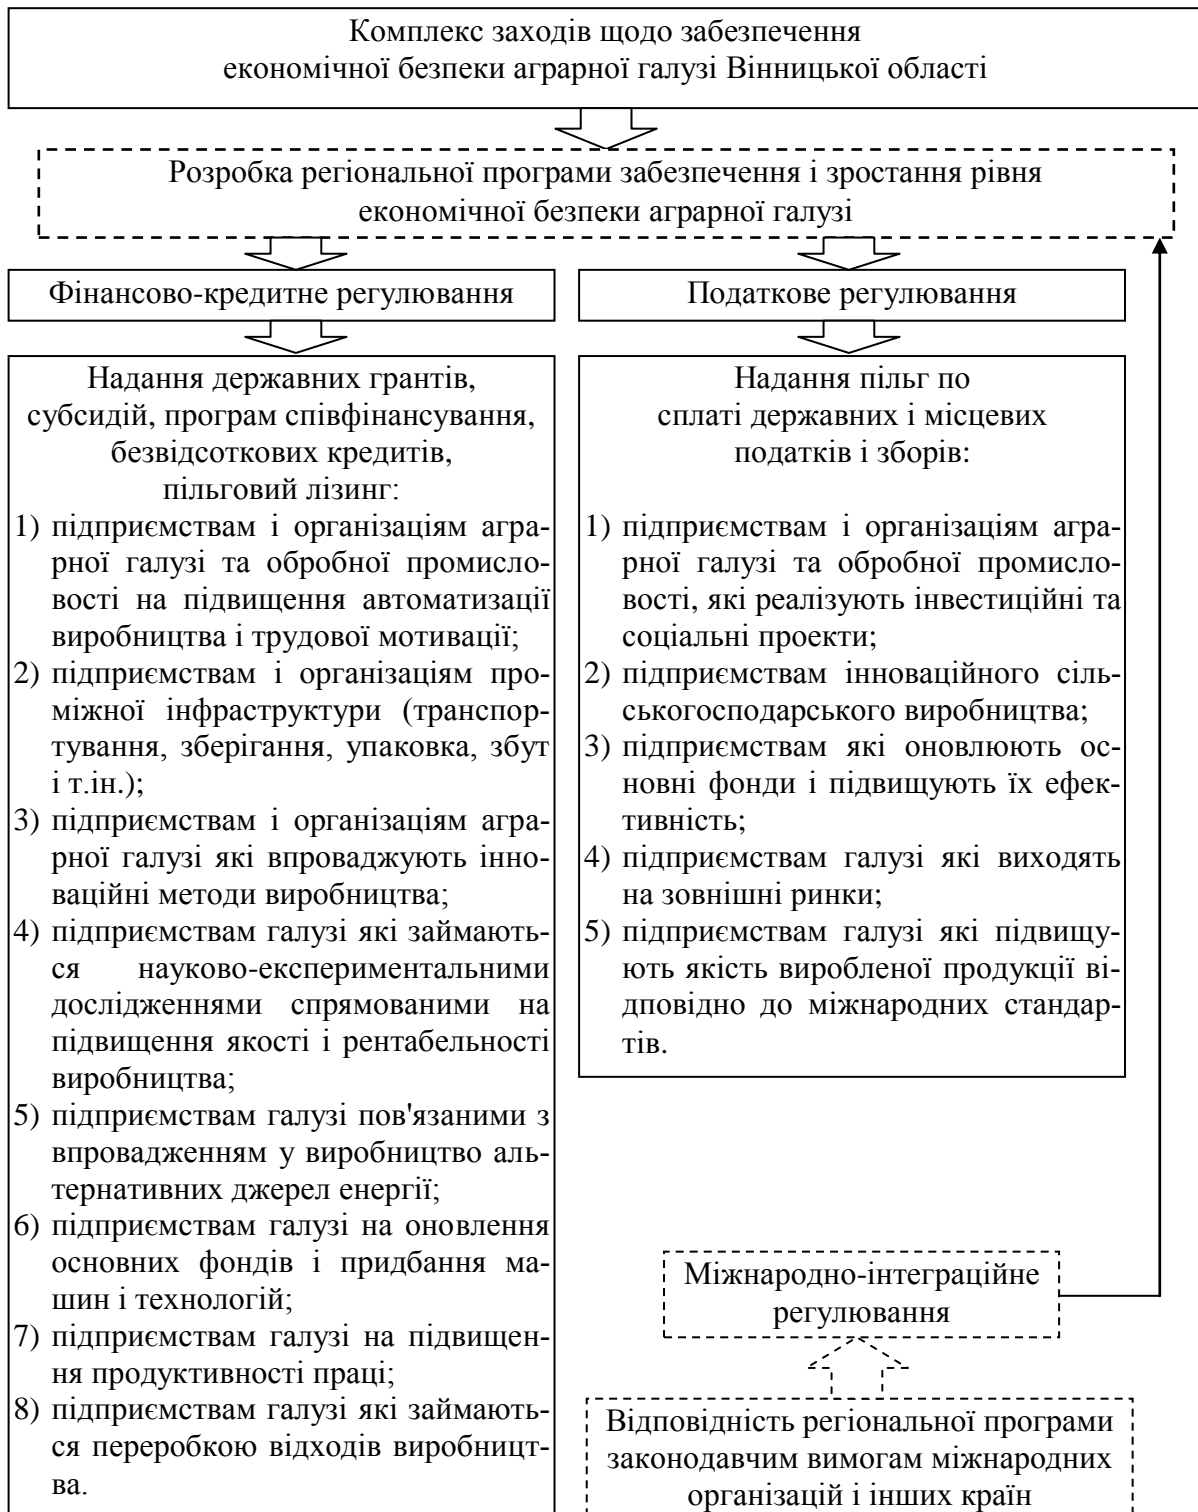 Комплекс заходів щодо забезпечення
економічної безпеки аграрної галузі Вінницької області
Розробка регіональної програми забезпечення і зростання рівня
економічної безпеки аграрної галузі
Фінансово-кредитне регулювання
Податкове регулювання
Надання державних грантів,
субсидій, програм співфінансування,
безвідсоткових кредитів,
пільговий лізинг:
1) підприємствам і організаціям агра-
рної галузі та обробної промисло-
вості на підвищення автоматизації
виробництва і трудової мотивації;
2) підприємствам і організаціям про-
міжної інфраструктури (транспор-
тування, зберігання, упаковка, збут
і т.ін.);
3) підприємствам і організаціям агра-
рної галузі які впроваджують інно-
ваційні методи виробництва;
4) підприємствам галузі які займають-
ся науково-експериментальними
дослідженнями спрямованими на
підвищення якості і рентабельності
виробництва;
5) підприємствам галузі пов'язаними з
впровадженням у виробництво аль-
тернативних джерел енергії;
6) підприємствам галузі на оновлення
основних фондів і придбання ма-
шин і технологій;
7) підприємствам галузі на підвищен-
ня продуктивності праці;
8) підприємствам галузі які займають-
ся переробкою відходів виробницт-
ва.
Надання пільг по
сплаті державних і місцевих
податків і зборів:
1) підприємствам і організаціям агра-
рної галузі та обробної промисло-
вості, які реалізують інвестиційні та
соціальні проекти;
2) підприємствам інноваційного сіль-
ськогосподарського виробництва;
3) підприємствам які оновлюють ос-
новні фонди і підвищують їх ефек-
тивність;
4) підприємствам галузі які виходять
на зовнішні ринки;
5) підприємствам галузі які підвищу-
ють якість виробленої продукції ві-
дповідно до міжнародних стандар-
тів.
Міжнародно-інтеграційне
регулювання
Відповідність регіональної програми
законодавчим вимогам міжнародних
організацій і інших країн